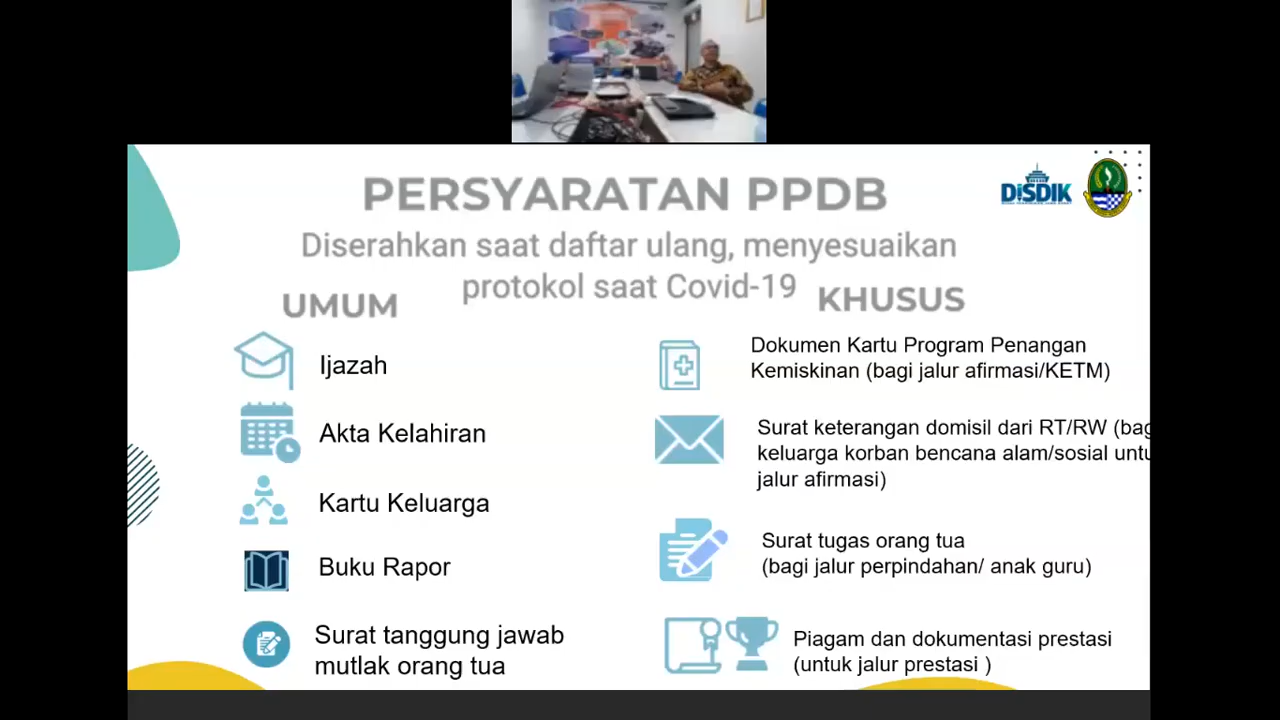 PERSYARATAN PPDB
DISDIK
Diserahkan saat daftar ulang, menyesuaikan
protokol saat Covid-19
UMUM
Ijazah
Akta Kelahiran
Kartu Keluarga
Buku Rapor
Surat tanggung jawab
mutlak orang tua
KHUSUS
Dokumen Kartu Program Penangan
Kemiskinan (bagi jalur afirmasi/KETM)
Surat keterangan domisil dari RT/RW (bag
keluarga korban bencana alam/sosial untu
jalur afirmasi)
Surat tugas orang tua
(bagi jalur perpindahan/ anak guru)
Piagam dan dokumentasi prestasi
(untuk jalur prestasi )